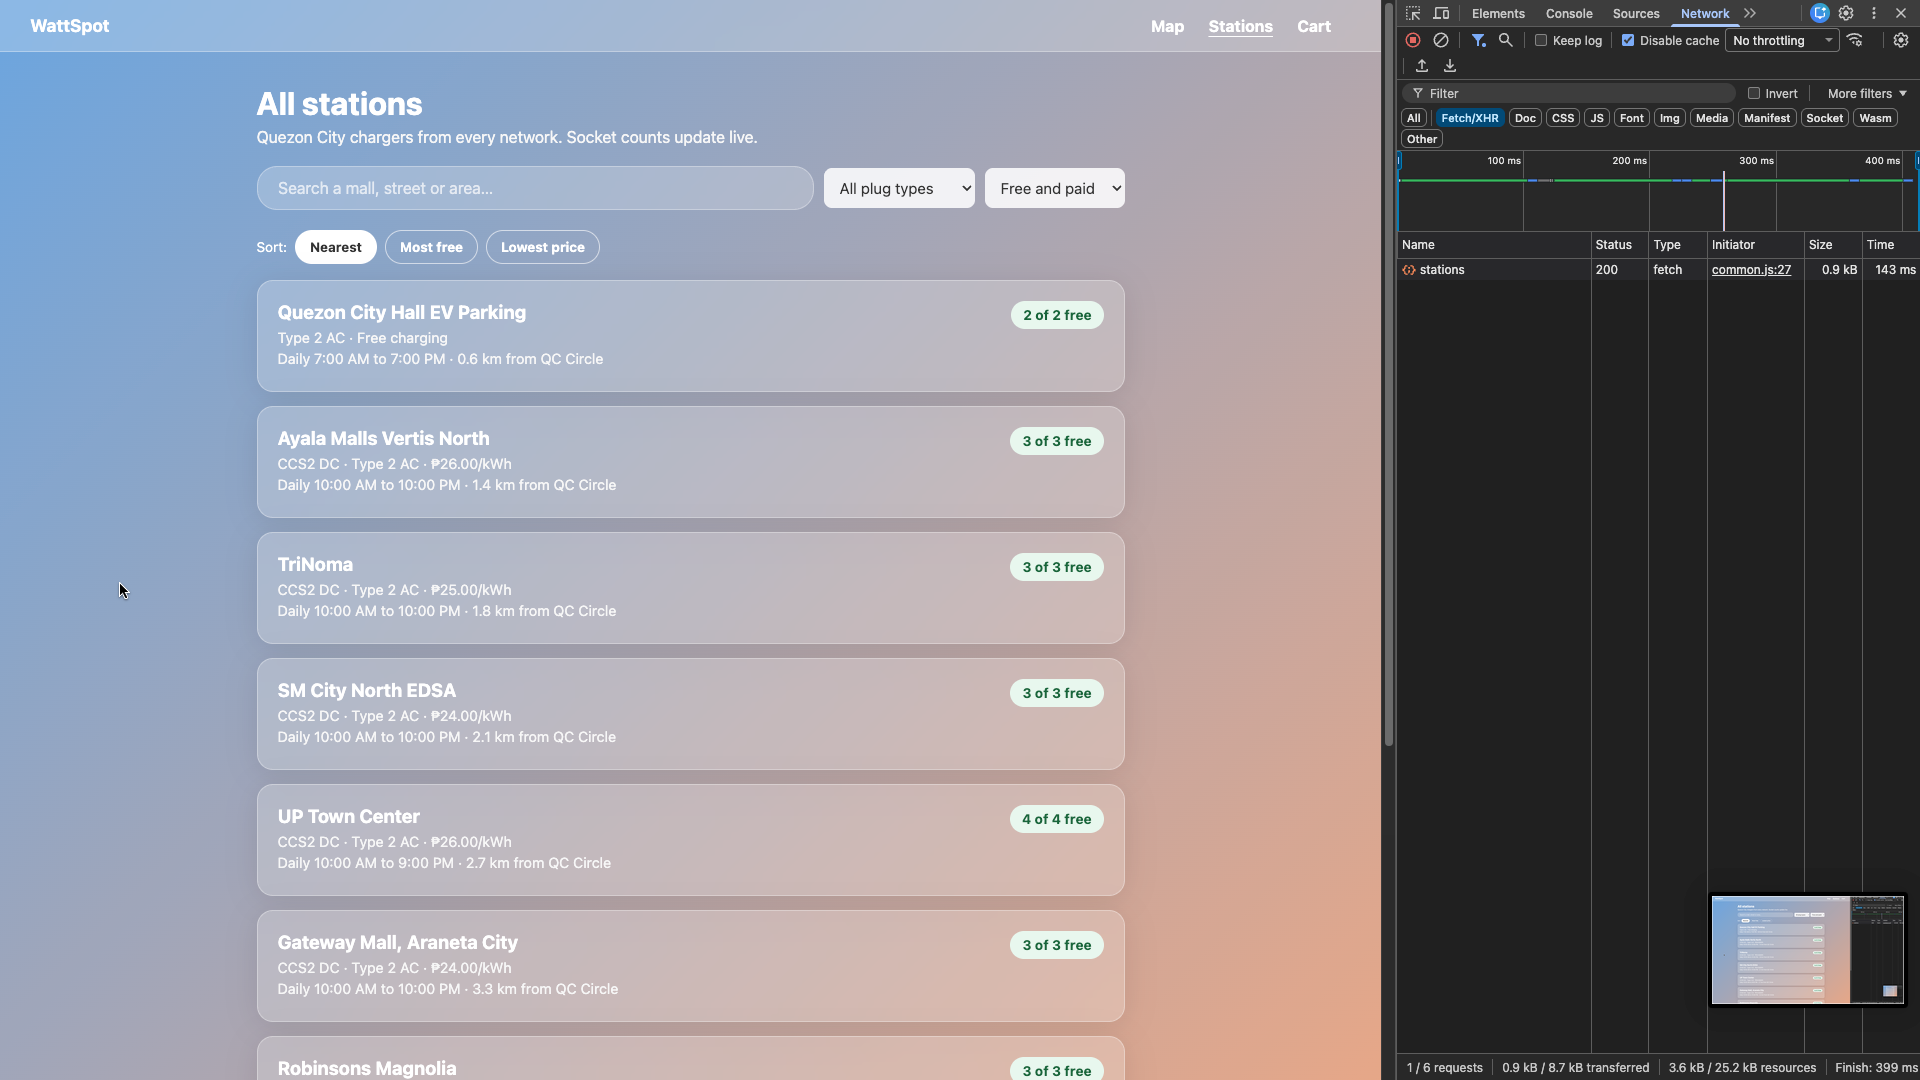 WattSpot
Map Stations Cart
All stations
Quezon City chargers from every network. Socket counts update live.
Search a mall, street or area...
All plug types
Free and paid
Sort: Nearest Most free Lowest price
Quezon City Hall EV Parking
2 of 2 free
Type 2 AC · Free charging
Daily 7:00 AM to 7:00 PM · 0.6 km from QC Circle
Ayala Malls Vertis North
3 of 3 free
CCS2 DC · Type 2 AC · ₱26.00/kWh
Daily 10:00 AM to 10:00 PM · 1.4 km from QC Circle
TriNoma
3 of 3 free
CCS2 DC · Type 2 AC · ₱25.00/kWh
Daily 10:00 AM to 10:00 PM · 1.8 km from QC Circle
SM City North EDSA
3 of 3 free
CCS2 DC · Type 2 AC · ₱24.00/kWh
Daily 10:00 AM to 10:00 PM · 2.1 km from QC Circle
UP Town Center
4 of 4 free
CCS2 DC · Type 2 AC · ₱26.00/kWh
Daily 10:00 AM to 9:00 PM · 2.7 km from QC Circle
Gateway Mall, Araneta City
3 of 3 free
CCS2 DC · Type 2 AC · ₱24.00/kWh
Daily 10:00 AM to 10:00 PM · 3.3 km from QC Circle
Robinsons Magnolia
3 of 3 free
Elements Console Sources Network
Keep log Disable cache No throttling
Filter Invert More filters
All Fetch/XHR Doc CSS JS Font Img Media Manifest Socket Wasm
Other
100 ms 200 ms 300 ms 400 ms
Name Status Type Initiator Size Time
stations 200 fetch common.js:27 0.9 kB 143 ms
1 / 6 requests 0.9 kB / 8.7 kB transferred 3.6 kB / 25.2 kB resources Finish: 399 ms